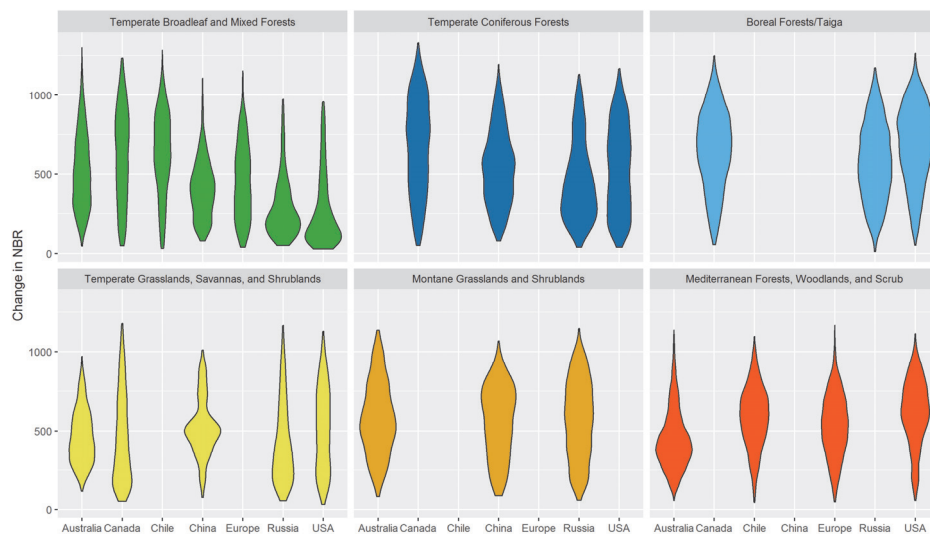 Temperate Broadleaf and Mixed Forests
Temperate Coniferous Forests
Boreal Forests/Taiga
1000
500
0
Change in NBR
Temperate Grasslands, Savannas, and Shrublands
Montane Grasslands and Shrublands
Mediterranean Forests, Woodlands, and Scrub
1000
500
0
Australia Canada Chile China Europe Russia USA
Australia Canada Chile China Europe Russia USA
Australia Canada Chile China Europe Russia USA